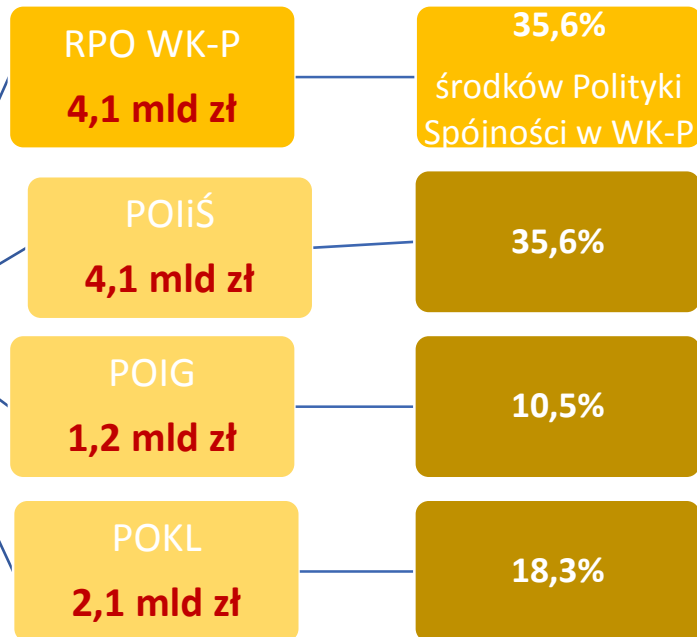 RPO WK-P
4,1 mld zł
35,6%
środków Polityki
Spójności w WK-P
POIiŚ
4,1 mld zł
35,6%
POIG
1,2 mld zł
10,5%
POKL
2,1 mld zł
18,3%